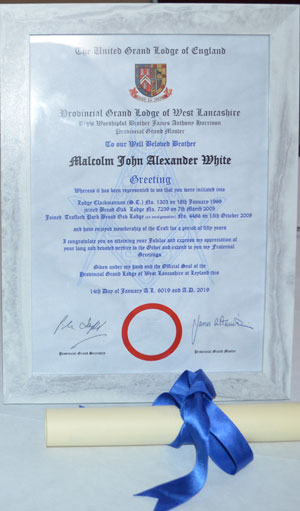 The United Grand Lodge of England
Provincial Grand Lodge of West Lancashire
Right Worshipful Brother James Anthony Harrison
Provincial Grand Master
To our Well Beloved Brother
Malcolm John Alexander White
Greeting
Whereas it has been represented to us that you were initiated into
Lodge Clackmannan (S.C.) No. 1303 on 18th January 1969
joined Broad Oak Lodge No. 7239 on 7th March 2005
Joined Trafford Park Broad Oak Lodge No. 4486 on 15th October 2009
and have enjoyed membership of the Craft for a period of fifty years
I congratulate you on attaining your Jubilee and express my appreciation of
your long and devoted service to the Order and extend to you my Fraternal
Greetings
Given under my hand and the Official Seal of the
Provincial Grand Lodge of West Lancashire at Leyland this
14th Day of January A.L. 6019 and A.D. 2019
Provincial Grand Secretary Provincial Grand Master